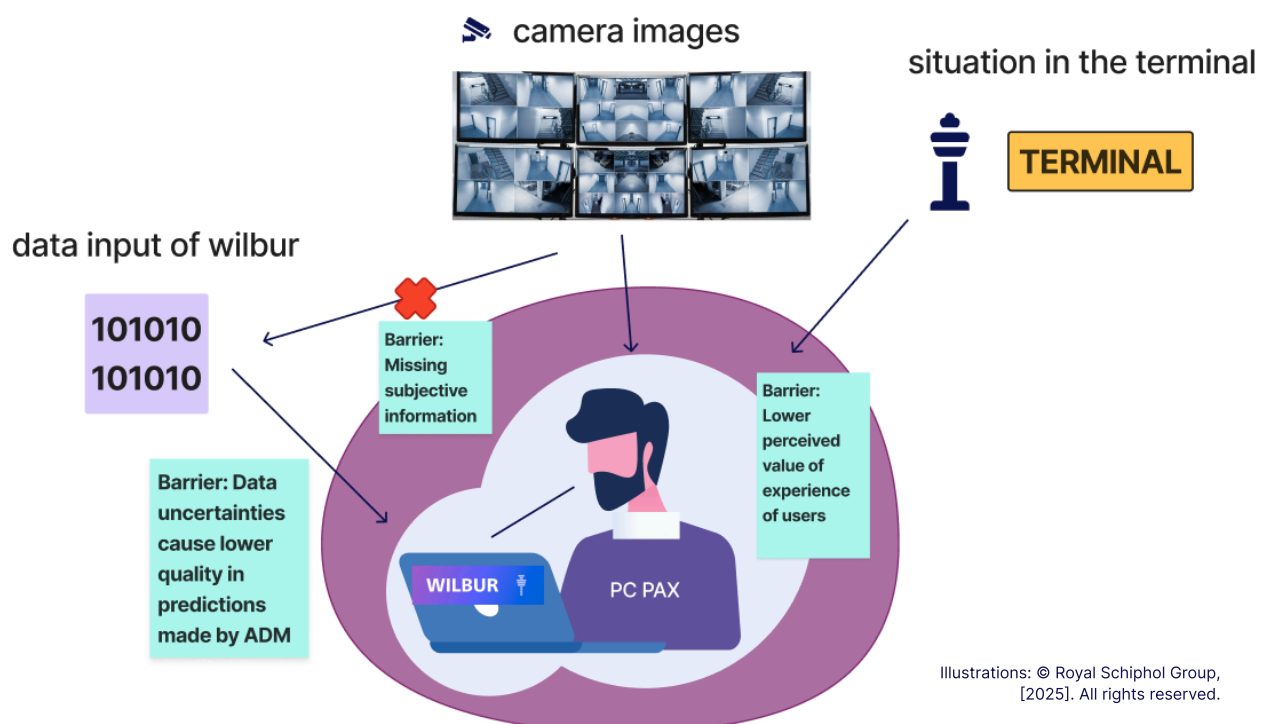 camera images
situation in the terminal
TERMINAL
data input of wilbur
101010
101010
Barrier:
Missing
subjective
information
Barrier:
Lower
perceived
value of
experience
of users
Barrier: Data
uncertainties
cause lower
quality in
predictions
made by ADM
WILBUR
PC PAX
Illustrations: © Royal Schiphol Group,
[2025]. All rights reserved.